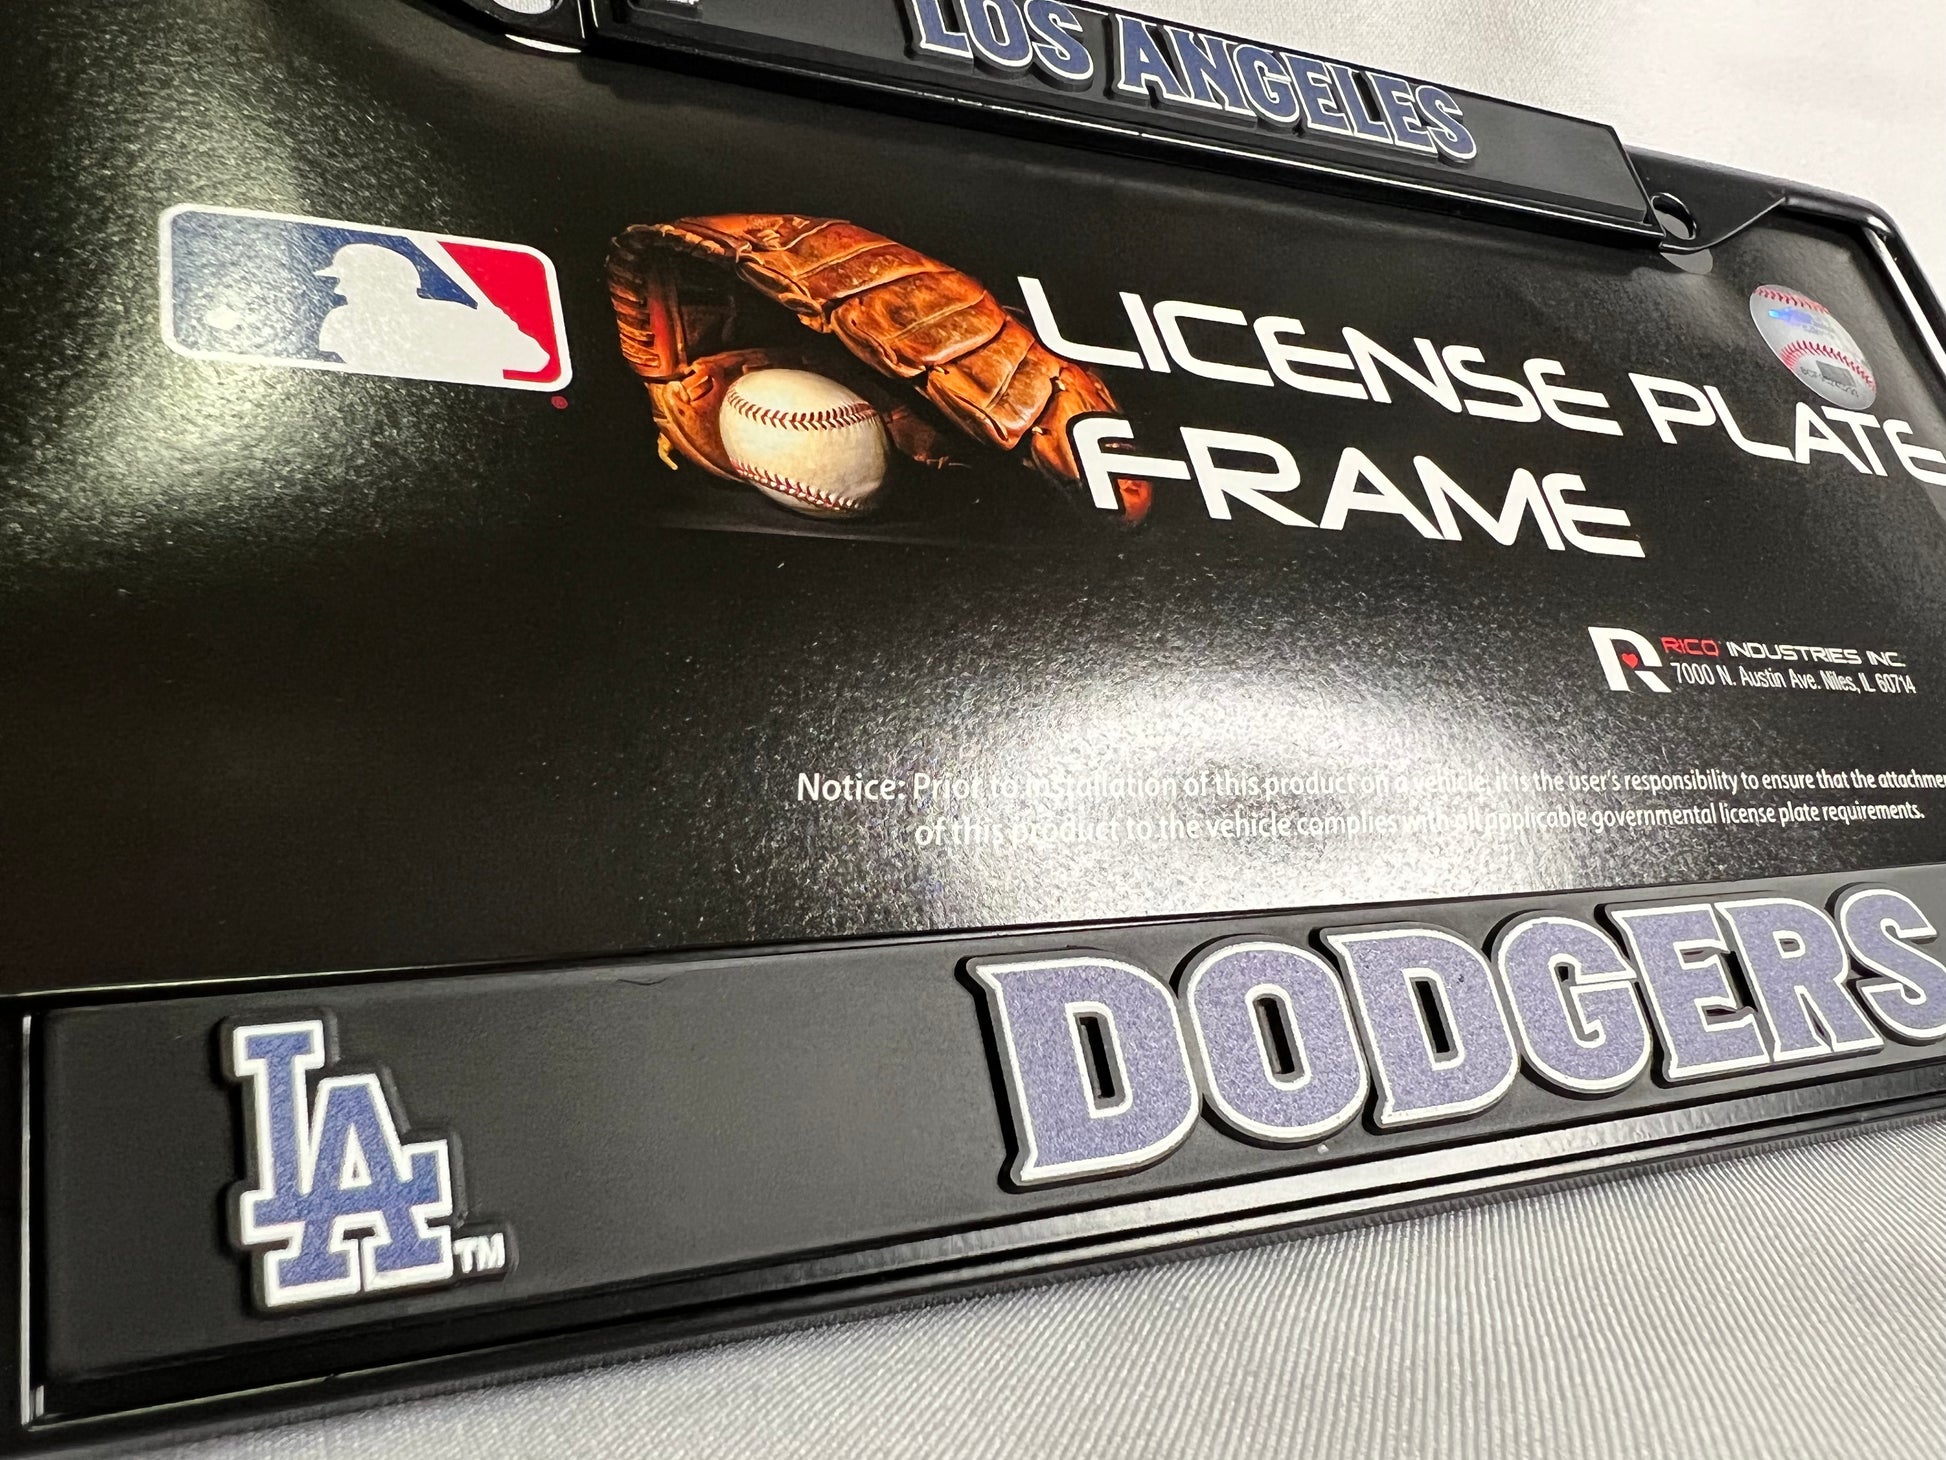 LOS ANGELES
LICENSE PLATE
FRAME
RICO INDUSTRIES INC.
7000 N. Austin Ave. Niles, IL 60714
Notice: Prior to installation of this product on a vehicle, it is the user's responsibility to ensure that the
of this product to the vehicle complies with all applicable governmental license plate requirements.
DODGERS
LA TM